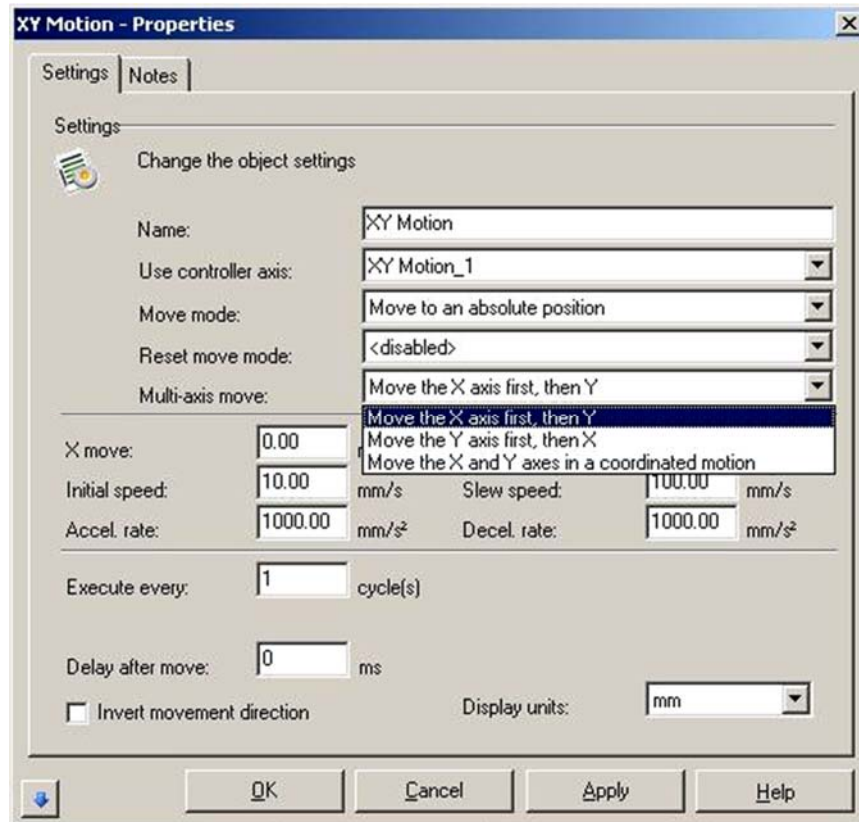 XY Motion - Properties
Settings
Notes
Settings
Change the object settings
Name:
XY Motion
Use controller axis:
XY Motion_1
Move mode:
Move to an absolute position
Reset move mode:
<disabled>
Multi-axis move:
Move the X axis first, then Y
Move the X axis first, then Y
Move the Y axis first, then X
Move the X and Y axes in a coordinated motion
X move:
0.00
Initial speed:
10.00
mm/s
Slew speed:
100.00
mm/s
Accel. rate:
1000.00
mm/s²
Decel. rate:
1000.00
mm/s²
Execute every:
1
cycle(s)
Delay after move:
0
ms
Invert movement direction
Display units:
mm
OK
Cancel
Apply
Help